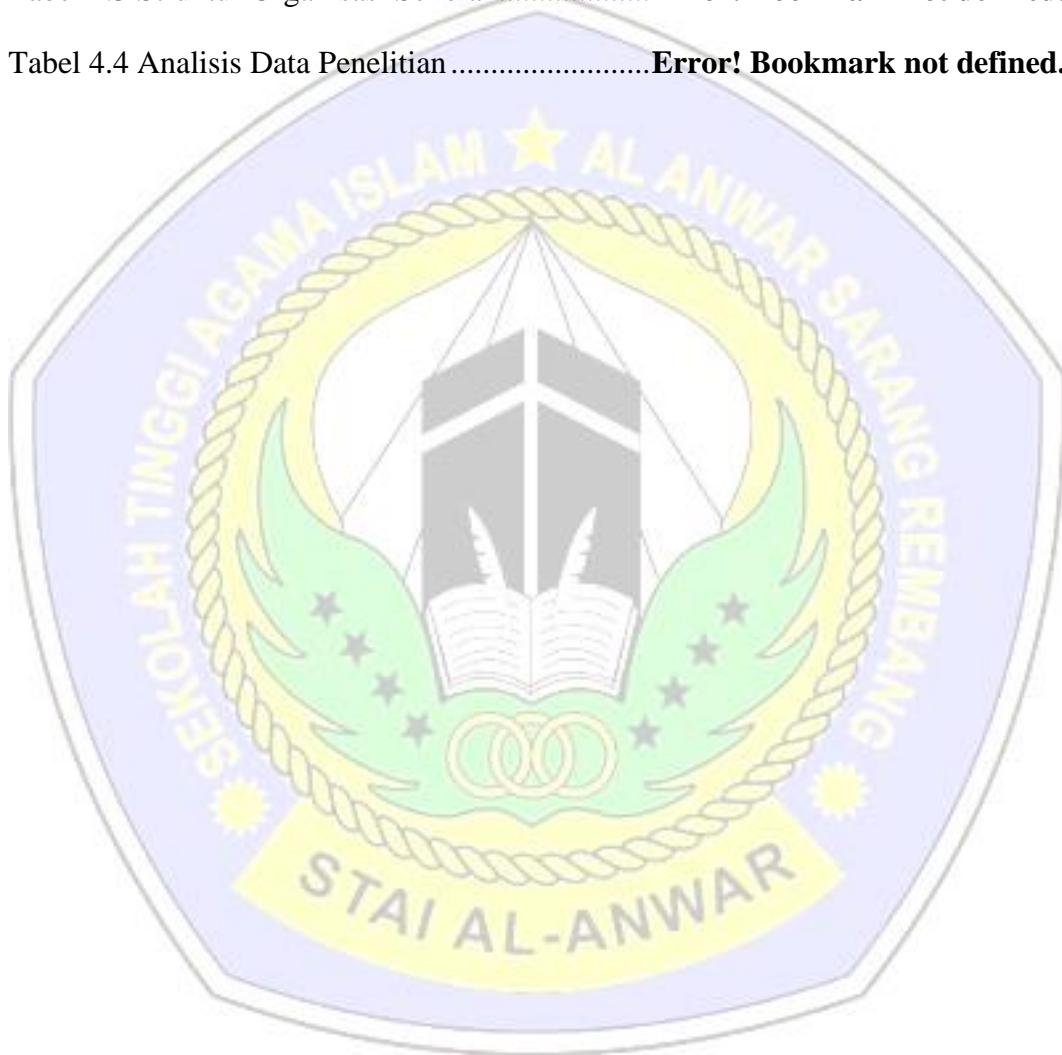 Tabel 4.4 Analisis Data Penelitian ......................... Error! Bookmark not defined.
SEKOLAH TINGGI AGAMA ISLAM AL ANWAR SARANG REMBANG
STAI AL-ANWAR